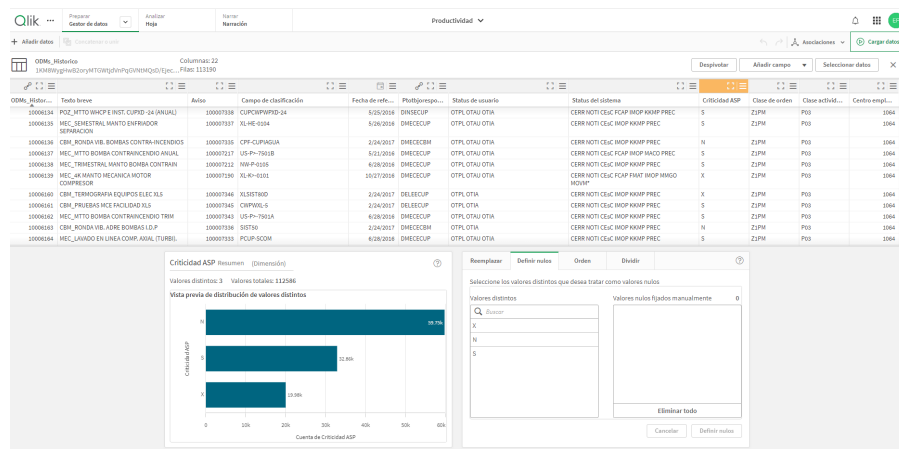 Qlik
Preparar
Gestor de datos
Analizar
Hoja
Narrar
Narración
Productividad
Añadir datos
Concatenar o unir
Asociaciones
Cargar datos
ODMs_Histórico
Columnas: 22
Filas: 113190
Despivotar
Añadir campo
Seleccionar datos
ODMs_Histor... Texto breve Aviso Campo de clasificación Fecha de refe... Ptotbjorespo... Status de usuario Status del sistema Criticidad ASP Clase de orden Clase activid... Centro empl...
10006134 POZ_MTTO WHCP E INST. CUPXD-24 (ANUAL) 100007338 CUPCWPWPXD-24 5/25/2016 DINSECUP OTPL OTAU OTIA CERR NOTI CEsC IMOP KKMP PREC S Z1PM P03 1064
10006135 MEC_SEMESTRAL MANTO ENFRIADOR SEPARACION 100007337 XL-HE-0104 5/26/2016 DMECECUP OTPL OTAU OTIA CERR NOTI CEsC FCAP IMOP KKMP PREC S Z1PM P03 1064
10006136 CBM_RONDA VIB. BOMBAS CONTRA-INCENDIOS 100007335 CPF-CUPIAGUA 2/24/2017 DMECECBM OTPL OTAU OTIA CERR NOTI CEsC IMOP KKMP PREC N Z1PM P03 1064
10006137 MEC_MTTO BOMBA CONTRAINCENDIO ANUAL 100007217 US-P>-7501B 5/21/2016 DMECECUP OTPL OTAU OTIA CERR NOTI CEsC FCAP IMOP MACO PREC S Z1PM P03 1064
10006138 MEC_TRIMESTRAL MANTO BOMBA CONTRAIN 100007212 NW-P-0105 6/28/2016 DMECECUP OTPL OTAU OTIA CERR NOTI CEsC IMOP KKMP PREC S Z1PM P03 1064
10006139 MEC_4K MANTO MECANICA MOTOR COMPRESOR 100007190 XL-K>-0101 10/27/2016 DMECECUP OTPL OTAU OTIA CERR NOTI CEsC FCAP FMAT IMOP MMGO MOVM* X Z1PM P03 1064
10006160 CBM_TERMOGRAFIA EQUIPOS ELEC XLS 100007346 XLSIST80D 2/24/2017 DELEECUP OTPL OTIA CERR NOTI CEsC IMOP KKMP PREC X Z1PM P03 1064
10006161 CBM_PRUEBAS MCE FACILIDAD XLS 100007345 CWPWXL-5 2/24/2017 DELEECUP OTPL OTIA CERR NOTI CEsC IMOP KKMP PREC S Z1PM P03 1064
10006162 MEC_MTTO BOMBA CONTRAINCENDIO TRIM 100007343 US-P>-7501A 6/28/2016 DMECECUP OTPL OTAU OTIA CERR NOTI CEsC IMOP KKMP PREC S Z1PM P03 1064
10006163 CBM_RONDA VIB. ADRE BOMBAS I.D.P 100007336 SIST50 2/24/2017 DMECECBM OTPL OTAU OTIA CERR NOTI CEsC IMOP KKMP PREC N Z1PM P03 1064
10006164 MEC_LAVADO EN LINEA COMP. AXIAL (TURBI). 100007333 PCUP-SCOM 6/28/2016 DMECECUP OTPL OTAU OTIA CERR NOTI CEsC IMOP KKMP PREC S Z1PM P03 1064
Criticidad ASP Resumen (Dimensión)
Valores distintos: 3 Valores totales: 112586
Vista previa de distribución de valores distintos
Criticidad ASP
N 59.75k
S 32.86k
X 19.98k
0 10k 20k 30k 40k 50k 60k
Cuenta de Criticidad ASP
Reemplazar Definir nulos Orden Dividir
Seleccione los valores distintos que desea tratar como valores nulos
Valores distintos
Buscar
X
N
S
Valores nulos fijados manualmente 0
Eliminar todo
Cancelar
Definir nulos